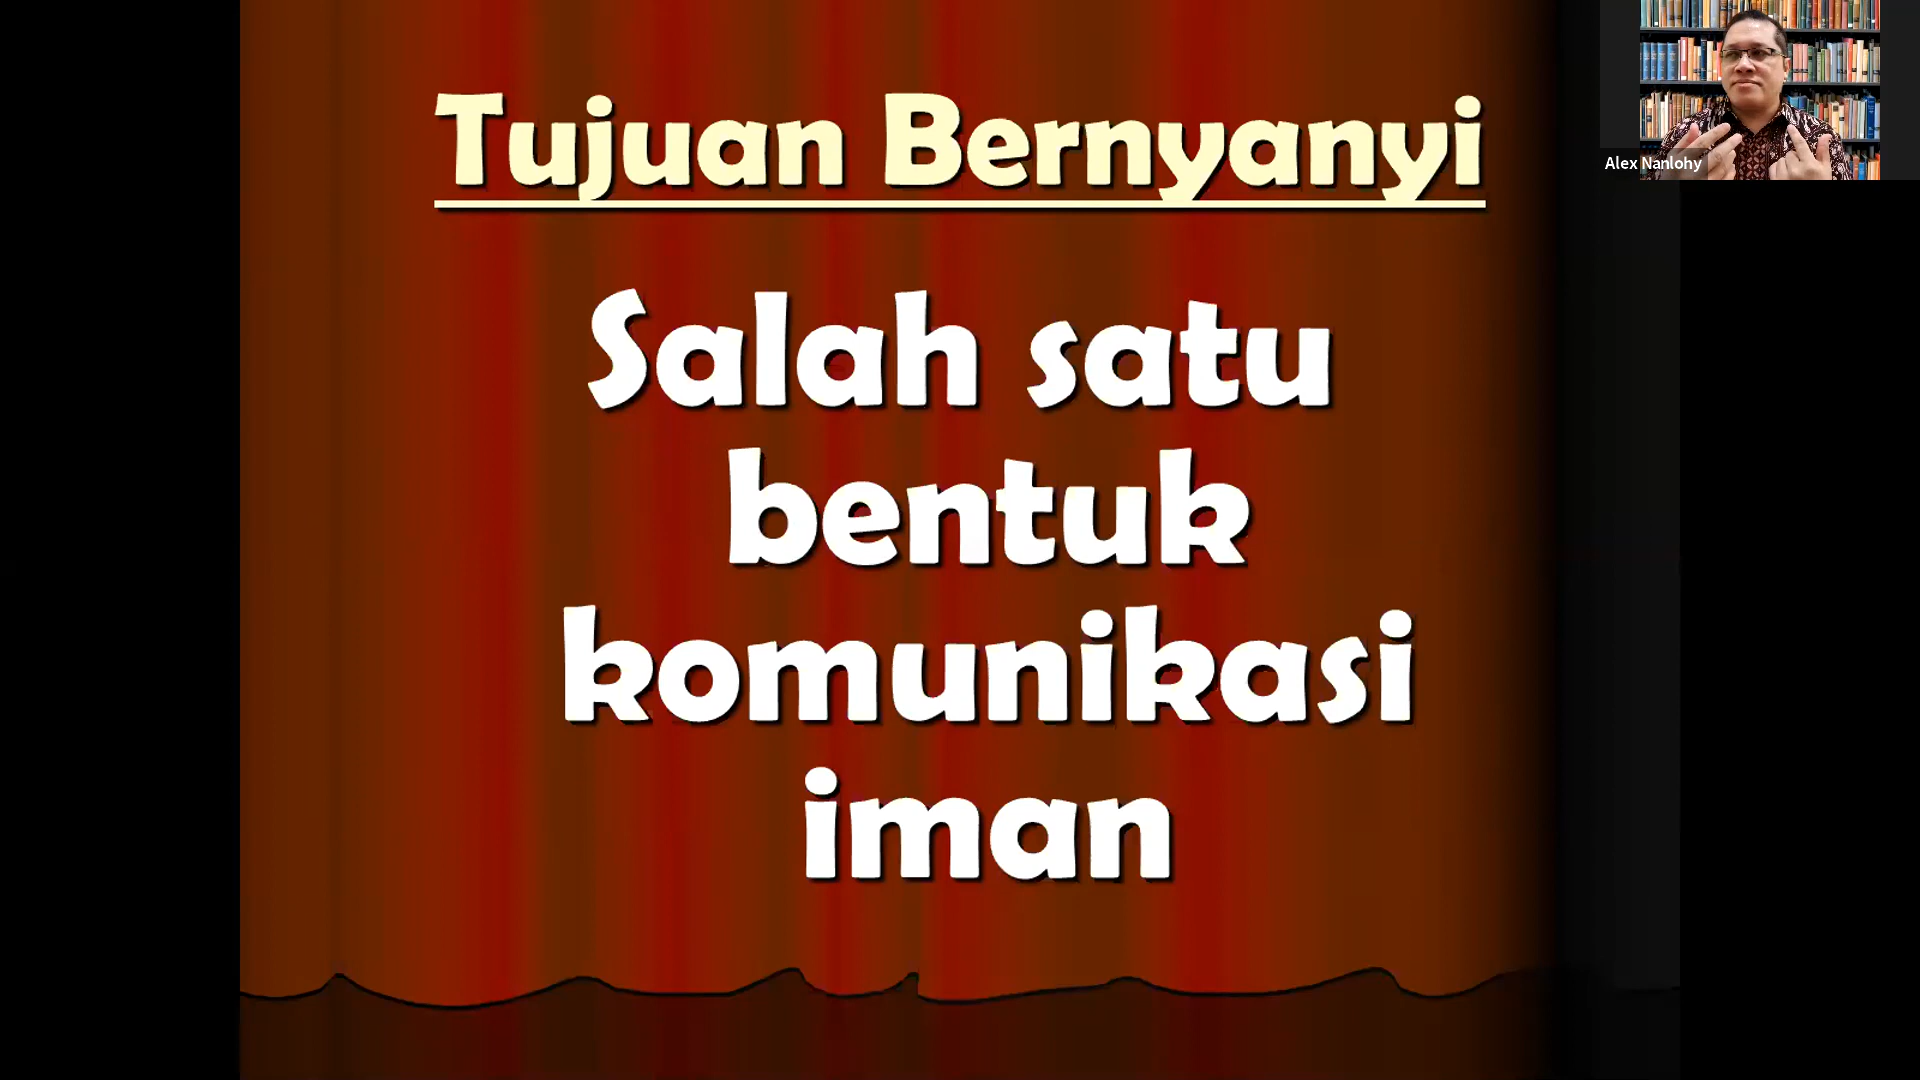 Tujuan Bernyanyi
Salah satu
bentuk
komunikasi
iman
Alex Nanlohy